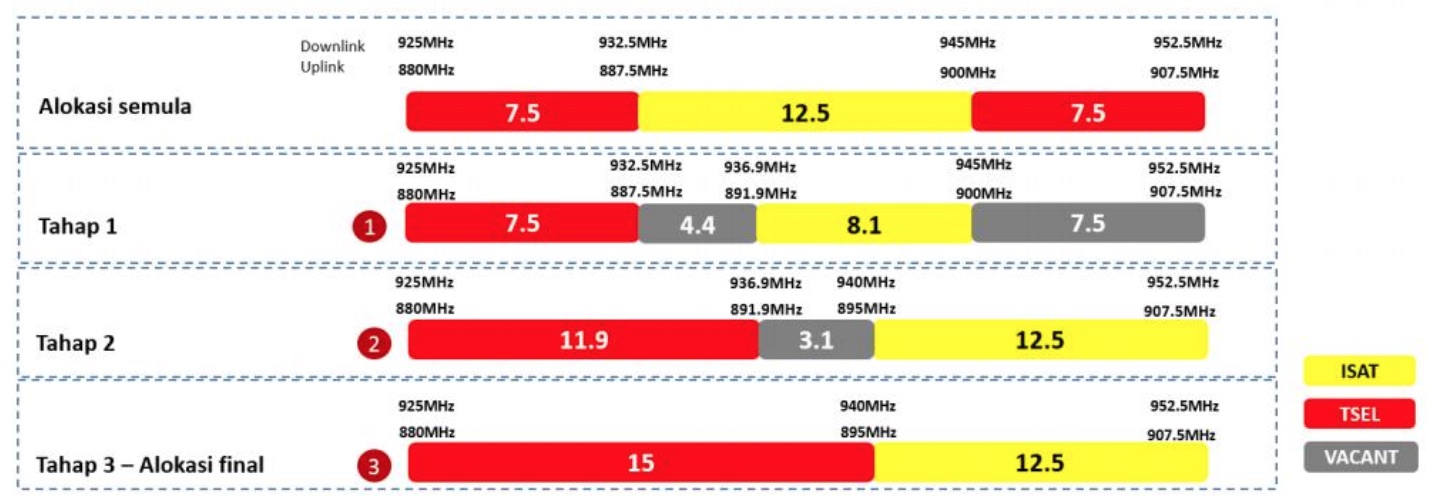 Downlink 925MHz 932.5MHz 945MHz 952.5MHz
Uplink 880MHz 887.5MHz 900MHz 907.5MHz
Alokasi semula 7.5 12.5 7.5
925MHz 932.5MHz 936.9MHz 945MHz 952.5MHz
880MHz 887.5MHz 891.9MHz 900MHz 907.5MHz
Tahap 1 1 7.5 4.4 8.1 7.5
925MHz 936.9MHz 940MHz 952.5MHz
880MHz 891.9MHz 895MHz 907.5MHz
Tahap 2 2 11.9 3.1 12.5
925MHz 940MHz 952.5MHz
880MHz 895MHz 907.5MHz
Tahap 3 – Alokasi final 3 15 12.5
ISAT
TSEL
VACANT